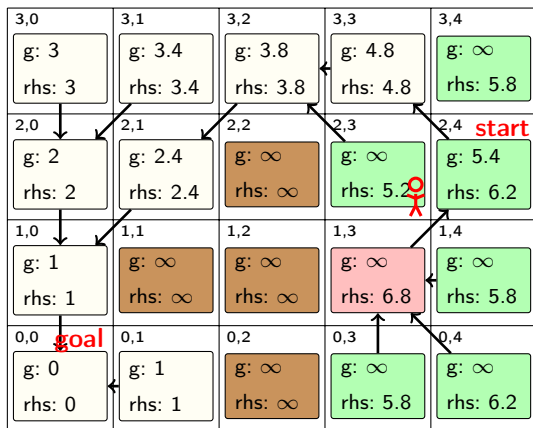 3,0 3,1 3,2 3,3 3,4
g: 3 g: 3.4 g: 3.8 g: 4.8 g: ∞
rhs: 3 rhs: 3.4 rhs: 3.8 rhs: 4.8 rhs: 5.8
2,0 2,1 2,2 2,3 2,4 start
g: 2 g: 2.4 g: ∞ g: ∞ g: 5.4
rhs: 2 rhs: 2.4 rhs: ∞ rhs: 5.2 rhs: 6.2
1,0 1,1 1,2 1,3 1,4
g: 1 g: ∞ g: ∞ g: ∞ g: ∞
rhs: 1 rhs: ∞ rhs: ∞ rhs: 6.8 rhs: 5.8
0,0 goal 0,1 0,2 0,3 0,4
g: 0 g: 1 g: ∞ g: ∞ g: ∞
rhs: 0 rhs: 1 rhs: ∞ rhs: 5.8 rhs: 6.2